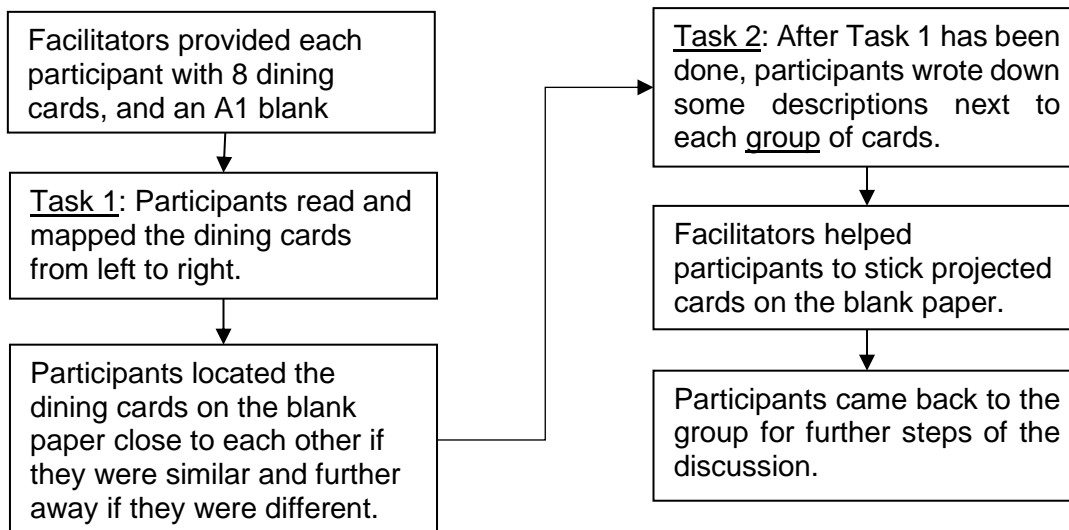 Facilitators provided each
participant with 8 dining
cards, and an A1 blank
Task 1: Participants read and
mapped the dining cards
from left to right.
Participants located the
dining cards on the blank
paper close to each other if
they were similar and further
away if they were different.
Task 2: After Task 1 has been
done, participants wrote down
some descriptions next to
each group of cards.
Facilitators helped
participants to stick projected
cards on the blank paper.
Participants came back to the
group for further steps of the
discussion.